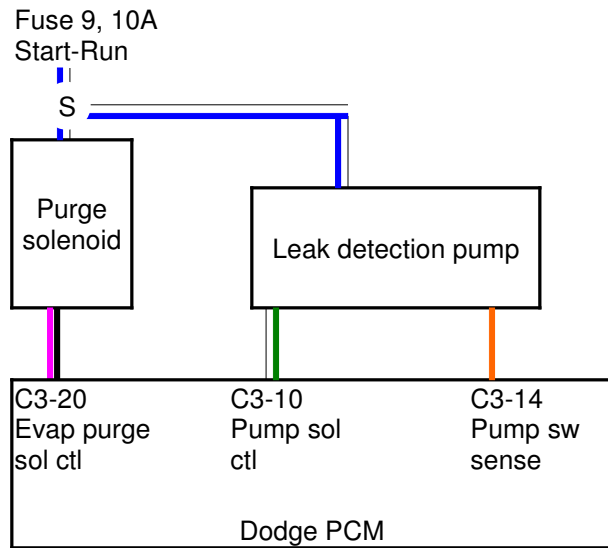 Fuse 9, 10A
Start-Run
S
Purge
solenoid
Leak detection pump
C3-20
Evap purge
sol ctl
C3-10
Pump sol
ctl
C3-14
Pump sw
sense
Dodge PCM